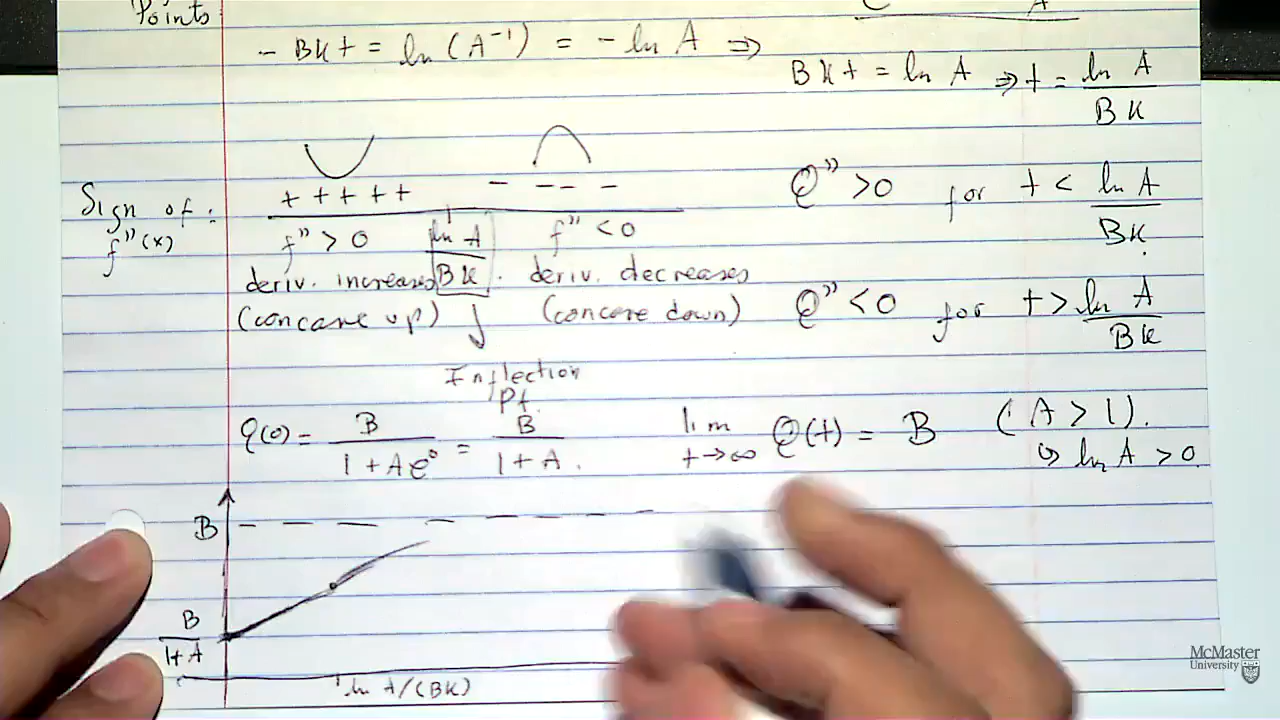 Points
- Bkt = ln (A⁻¹) = - ln A ⇒
Bkt = ln A ⇒ t = ln A / Bk
+ + + + + - - - -
Sign of :
f''(x)
f'' > 0 ln A / Bk f'' < 0
Q'' > 0 for t < ln A / Bk
deriv. increases. deriv. decreases
(concave up) (concave down)
Q'' < 0 for t > ln A / Bk
Inflection
Pt.
Q(0) = B / 1 + Ae⁰ = B / 1 + A .
lim t→∞ Q(t) = B (A > 1).
⇒ ln A > 0.
B
B / 1+A
ln A/(Bk)
McMaster
University